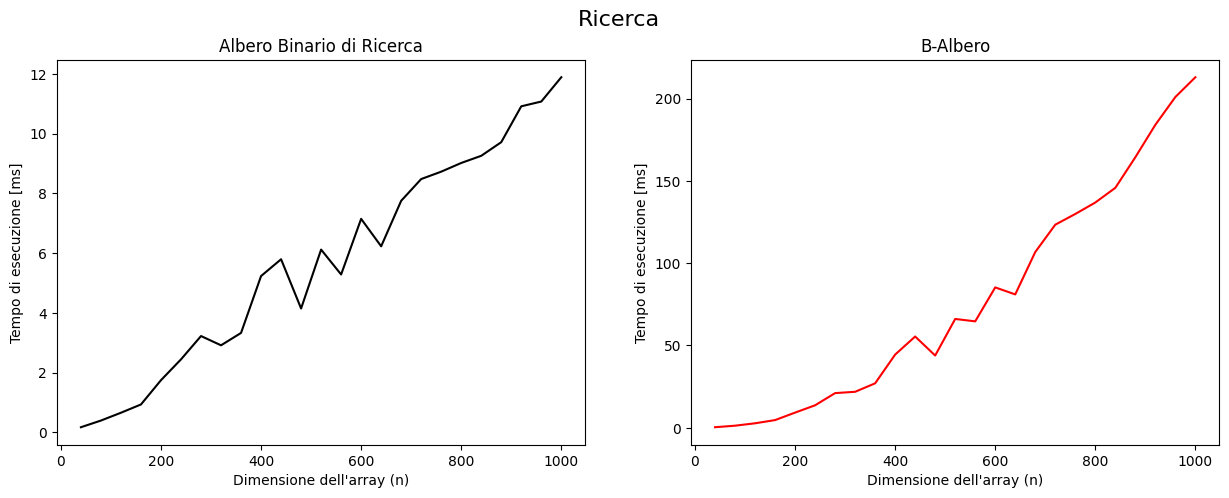 Ricerca
Albero Binario di Ricerca
Tempo di esecuzione [ms]
12
10
8
6
4
2
0
0 200 400 600 800 1000
Dimensione dell'array (n)
B-Albero
Tempo di esecuzione [ms]
200
150
100
50
0
0 200 400 600 800 1000
Dimensione dell'array (n)